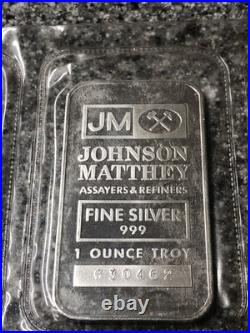 JM
JOHNSON
MATTHEY
ASSAYERS & REFINERS
FINE SILVER
999
1 OUNCE TROY